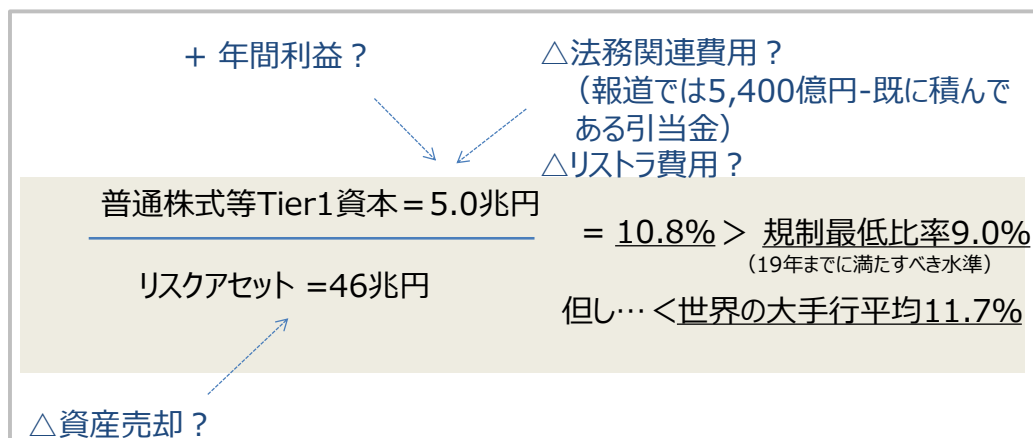 + 年間利益？
△法務関連費用？
（報道では5,400億円-既に積んで
ある引当金）
△リストラ費用？
普通株式等Tier1資本＝5.0兆円
リスクアセット =46兆円
= 10.8%＞ 規制最低比率9.0%
（19年までに満たすべき水準）
但し…＜世界の大手行平均11.7%
△資産売却？